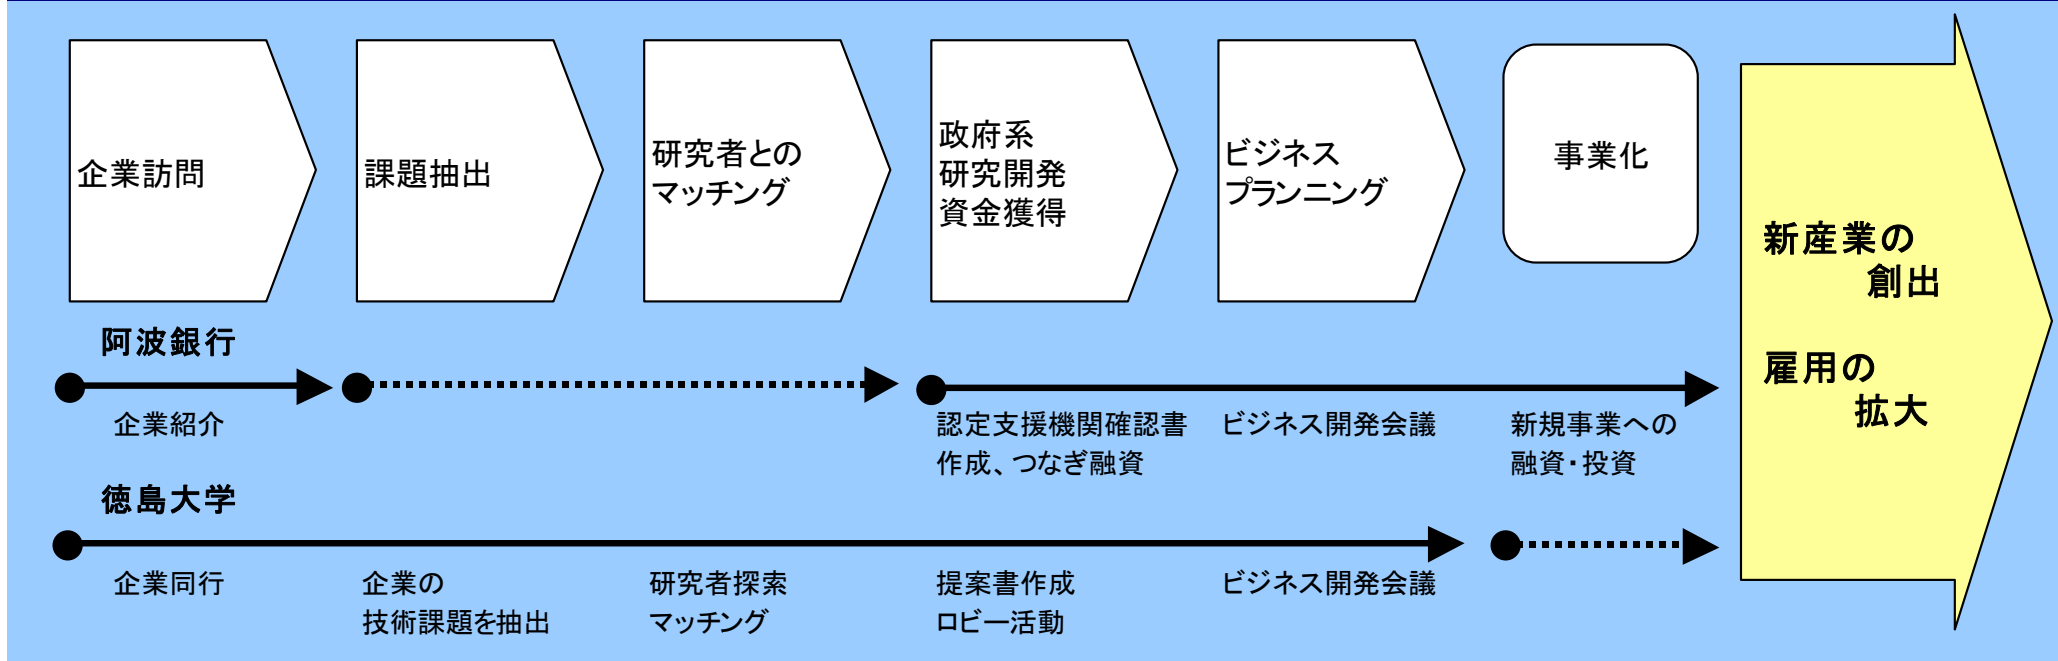 企業訪問
課題抽出
研究者との
マッチング
政府系
研究開発
資金獲得
ビジネス
プランニング
事業化
新産業の
創出
雇用の
拡大
阿波銀行
企業紹介
認定支援機関確認書
作成、つなぎ融資
ビジネス開発会議
新規事業への
融資・投資
徳島大学
企業同行
企業の
技術課題を抽出
研究者探索
マッチング
提案書作成
ロビー活動
ビジネス開発会議